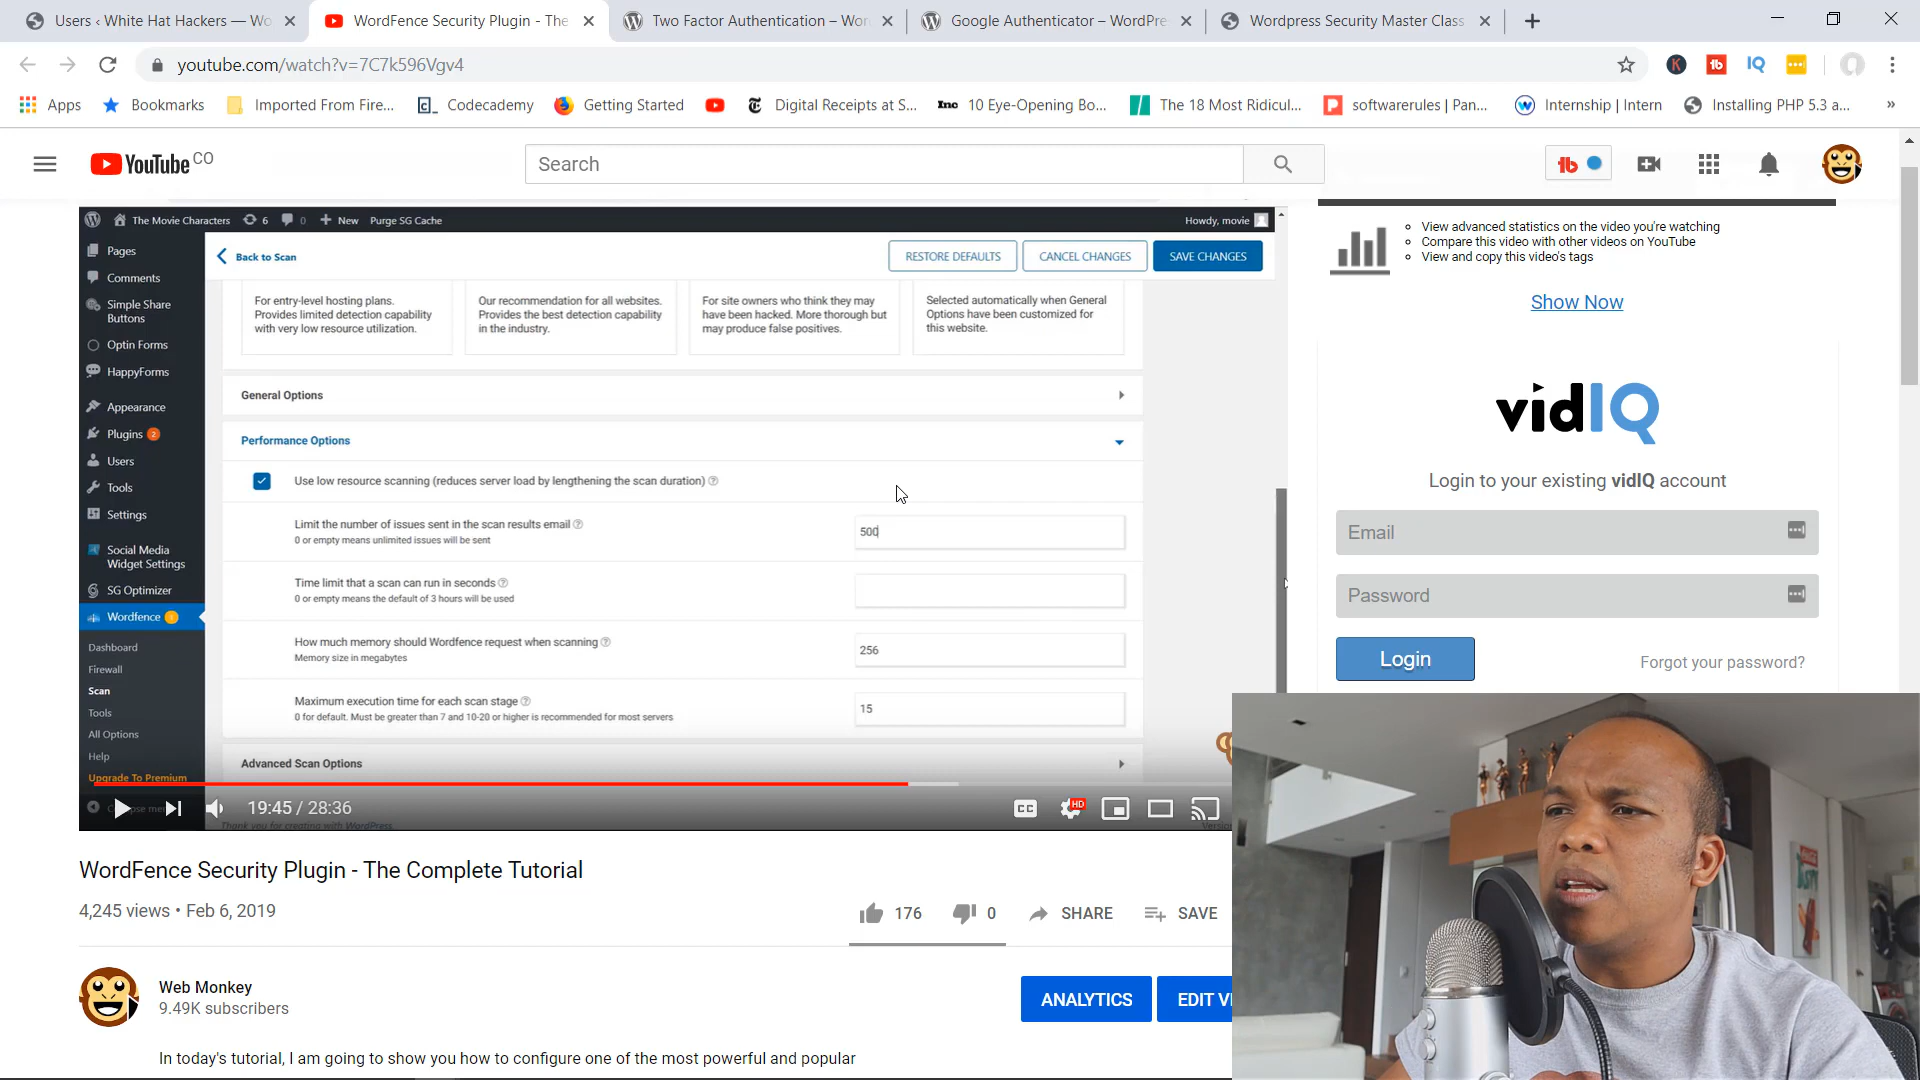 Users ‹ White Hat Hackers — Wo
WordFence Security Plugin - The
Two Factor Authentication – Wor
Google Authenticator – WordPre
Wordpress Security Master Class
youtube.com/watch?v=7C7k596Vgv4
Apps
Bookmarks
Imported From Fire...
Codecademy
Getting Started
Digital Receipts at S...
Inc 10 Eye-Opening Bo...
The 18 Most Ridicul...
softwarerules | Pan...
Internship | Intern
Installing PHP 5.3 a...
»
YouTube CO
Search
The Movie Characters 6 0 New Purge SG Cache Howdy, movie
Pages
Comments
Simple Share
Buttons
Optin Forms
HappyForms
Appearance
Plugins 2
Users
Tools
Settings
Social Media
Widget Settings
SG Optimizer
Wordfence
Dashboard
Firewall
Scan
Tools
All Options
Help
Upgrade To Premium
Back to Scan
RESTORE DEFAULTS
CANCEL CHANGES
SAVE CHANGES
For entry-level hosting plans.
Provides limited detection capability
with very low resource utilization.
Our recommendation for all websites.
Provides the best detection capability
in the industry.
For site owners who think they may
have been hacked. More thorough but
may produce false positives.
Selected automatically when General
Options have been customized for
this website.
General Options
Performance Options
Use low resource scanning (reduces server load by lengthening the scan duration)
Limit the number of issues sent in the scan results email
0 or empty means unlimited issues will be sent
500
Time limit that a scan can run in seconds
0 or empty means the default of 3 hours will be used
How much memory should Wordfence request when scanning
Memory size in megabytes
256
Maximum execution time for each scan stage
0 for default. Must be greater than 7 and 10-20 or higher is recommended for most servers
15
Advanced Scan Options
19:45 / 28:36
CC
HD
Thank you for creating with WordPress.
View advanced statistics on the video you're watching
Compare this video with other videos on YouTube
View and copy this video's tags
Show Now
vidIQ
Login to your existing vidIQ account
Email
Password
Login
Forgot your password?
WordFence Security Plugin - The Complete Tutorial
4,245 views • Feb 6, 2019
176
0
SHARE
SAVE
Web Monkey
9.49K subscribers
ANALYTICS
EDIT VI
In today's tutorial, I am going to show you how to configure one of the most powerful and popular